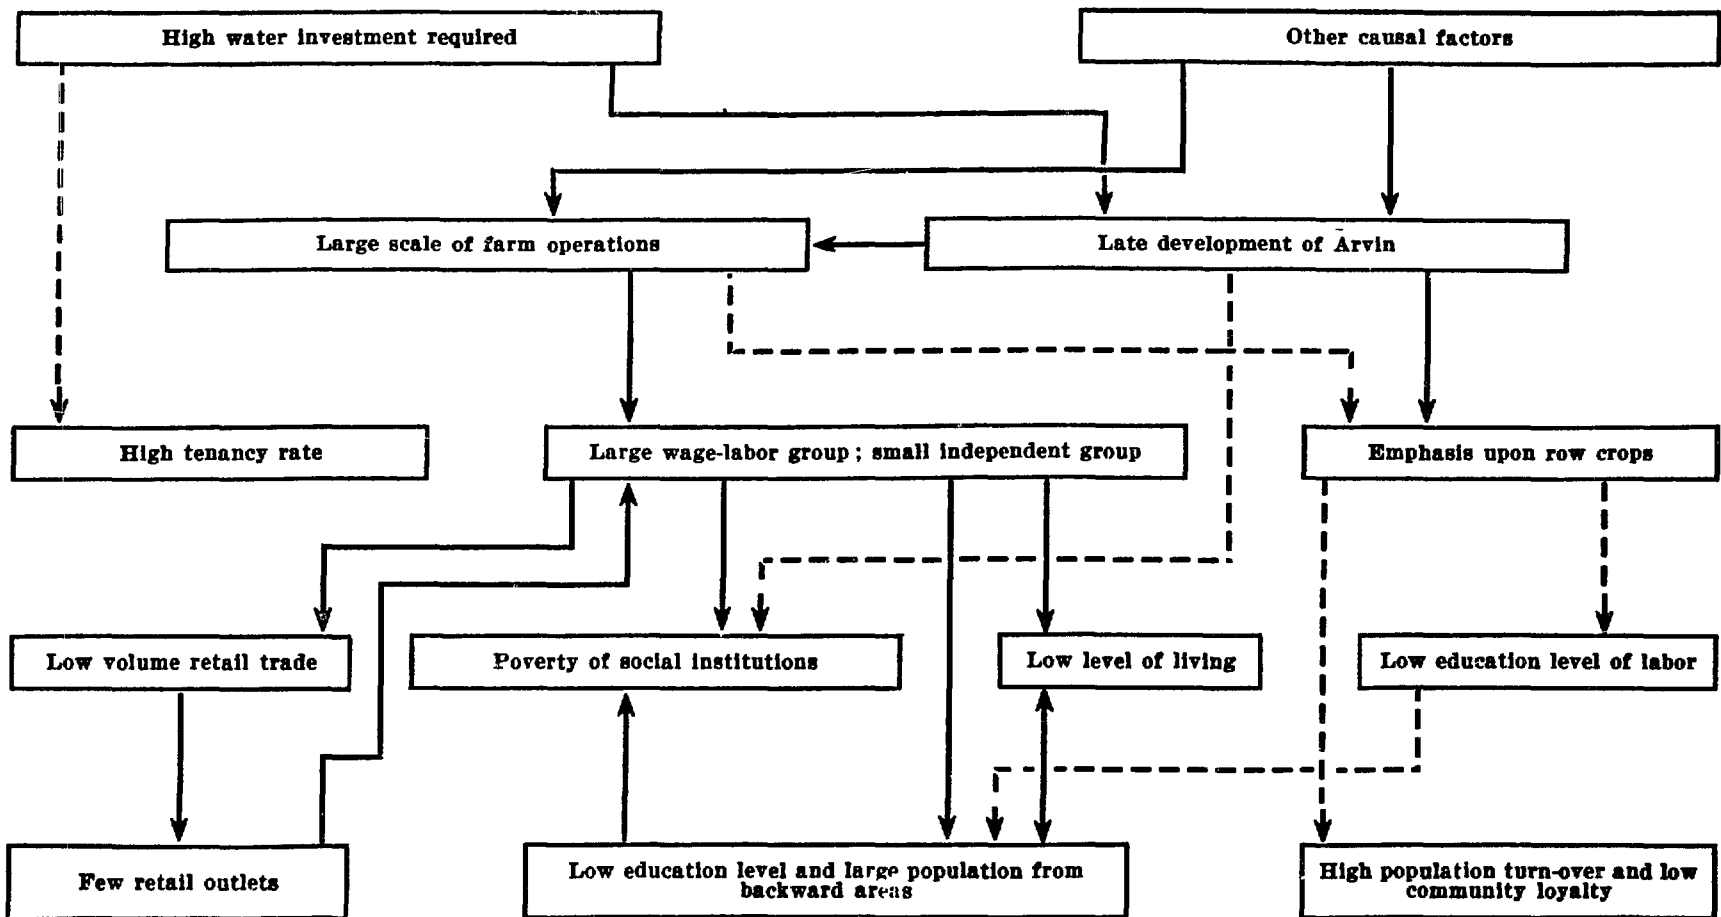 High water investment required
Other causal factors
Large scale of farm operations
Late development of Arvin
High tenancy rate
Large wage-labor group; small independent group
Emphasis upon row crops
Low volume retail trade
Poverty of social institutions
Low level of living
Low education level of labor
Few retail outlets
Low education level and large population from
backward areas
High population turn-over and low
community loyalty